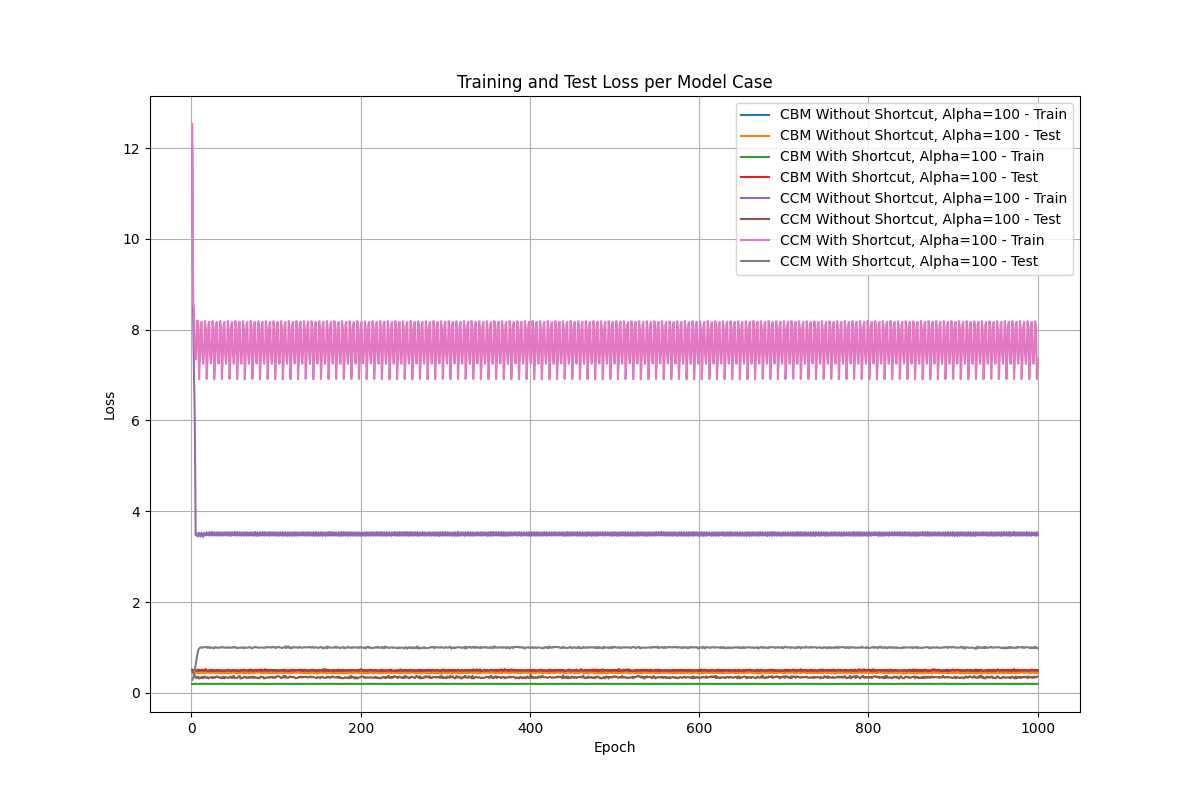 Training and Test Loss per Model Case
CBM Without Shortcut, Alpha=100 - Train
CBM Without Shortcut, Alpha=100 - Test
CBM With Shortcut, Alpha=100 - Train
CBM With Shortcut, Alpha=100 - Test
CCM Without Shortcut, Alpha=100 - Train
CCM Without Shortcut, Alpha=100 - Test
CCM With Shortcut, Alpha=100 - Train
CCM With Shortcut, Alpha=100 - Test
12
10
8
6
4
2
0
Loss
0 200 400 600 800 1000
Epoch